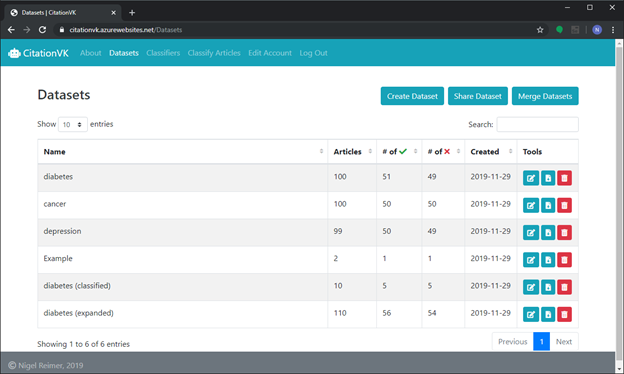 Datasets | CitationVK
citationvk.azurewebsites.net/Datasets
N
CitationVK About Datasets Classifiers Classify Articles Edit Account Log Out
Datasets Create Dataset Share Dataset Merge Datasets
Show 10 entries Search:
Name Articles # of ✔ # of ✖ Created Tools
diabetes 100 51 49 2019-11-29
cancer 100 50 50 2019-11-29
depression 99 50 49 2019-11-29
Example 2 1 1 2019-11-29
diabetes (classified) 10 5 5 2019-11-29
diabetes (expanded) 110 56 54 2019-11-29
Showing 1 to 6 of 6 entries Previous 1 Next
© Nigel Reimer, 2019